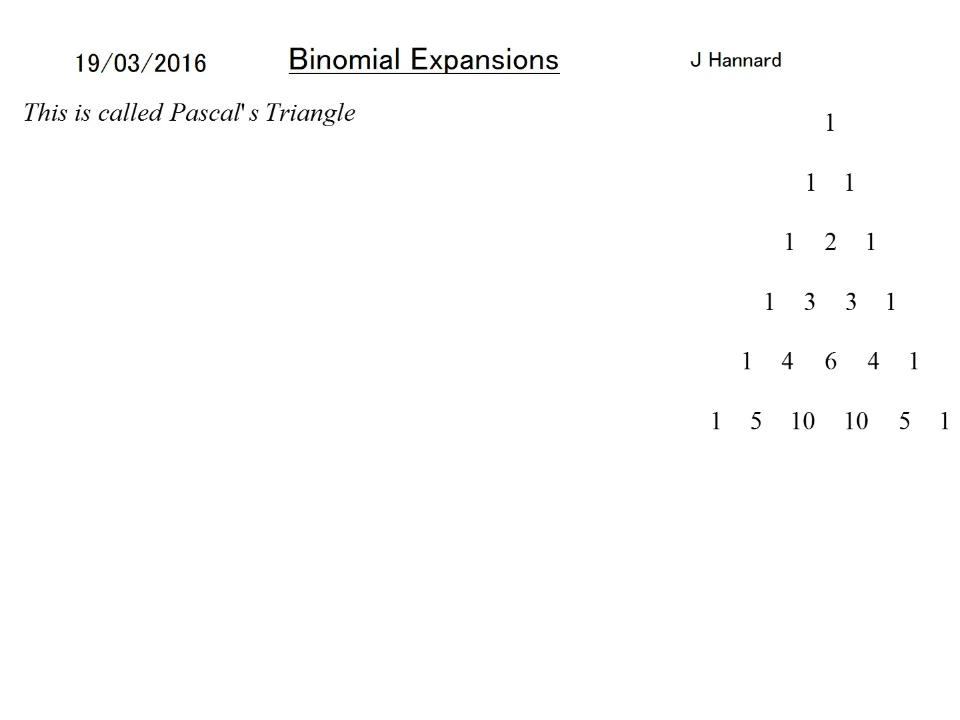 19/03/2016 Binomial Expansions J Hannard
This is called Pascal's Triangle
1
1 1
1 2 1
1 3 3 1
1 4 6 4 1
1 5 10 10 5 1